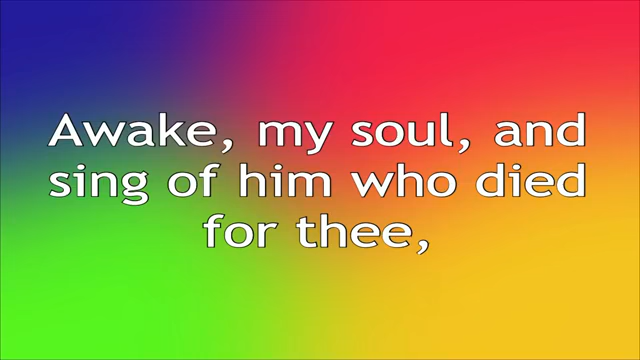 Awake, my soul, and
sing of him who died
for thee,